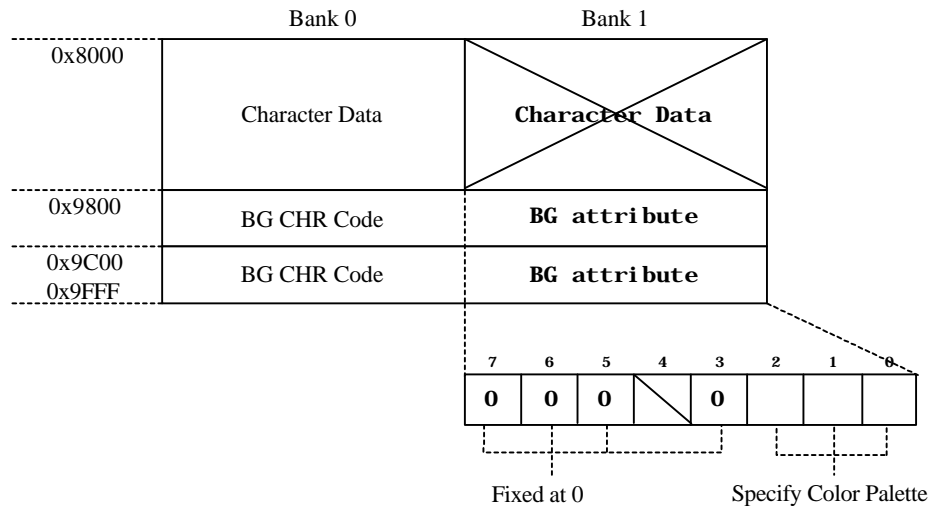 Bank 0 Bank 1
0x8000
Character Data Character Data
0x9800
BG CHR Code BG attribute
0x9C00
BG CHR Code BG attribute
0x9FFF
7 6 5 4 3 2 1 0
0 0 0 0
Fixed at 0 Specify Color Palette